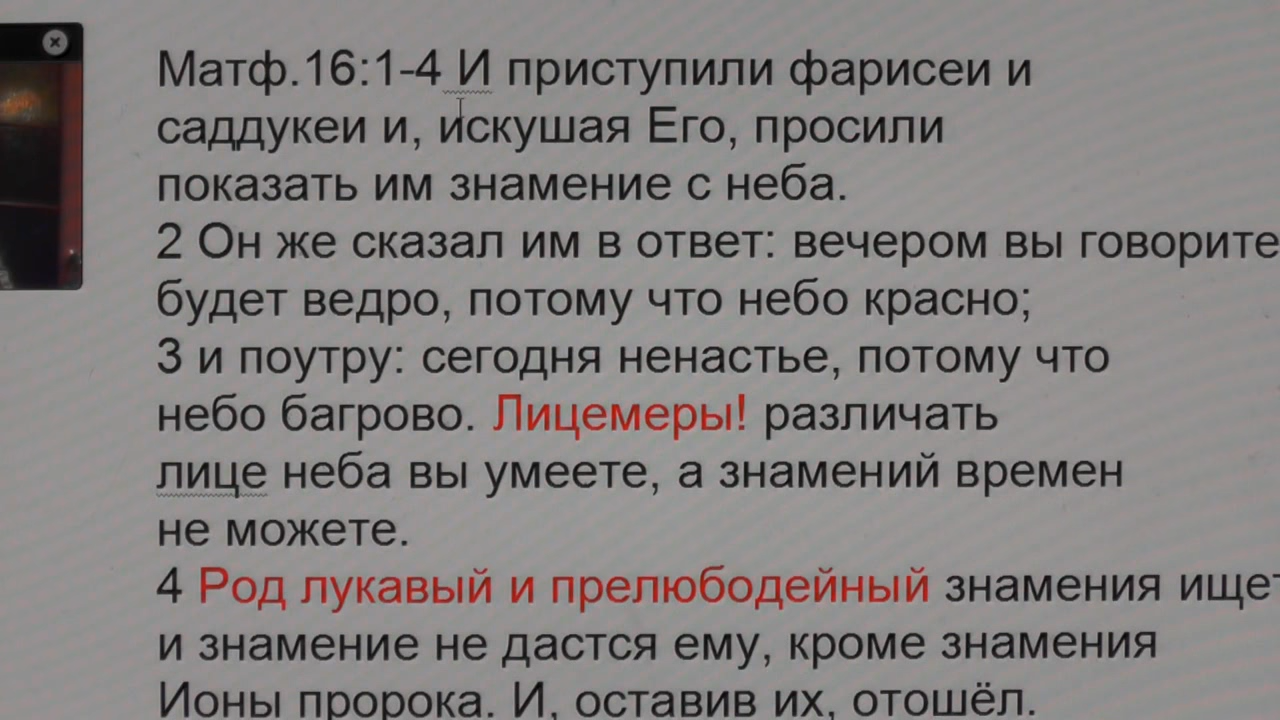 Матф.16:1-4 И приступили фарисеи и
саддукеи и, искушая Его, просили
показать им знамение с неба.
2 Он же сказал им в ответ: вечером вы говорите
будет ведро, потому что небо красно;
3 и поутру: сегодня ненастье, потому что
небо багрово. Лицемеры! различать
лице неба вы умеете, а знамений времен
не можете.
4 Род лукавый и прелюбодейный знамения ищет
и знамение не дастся ему, кроме знамения
Ионы пророка. И, оставив их, отошёл.